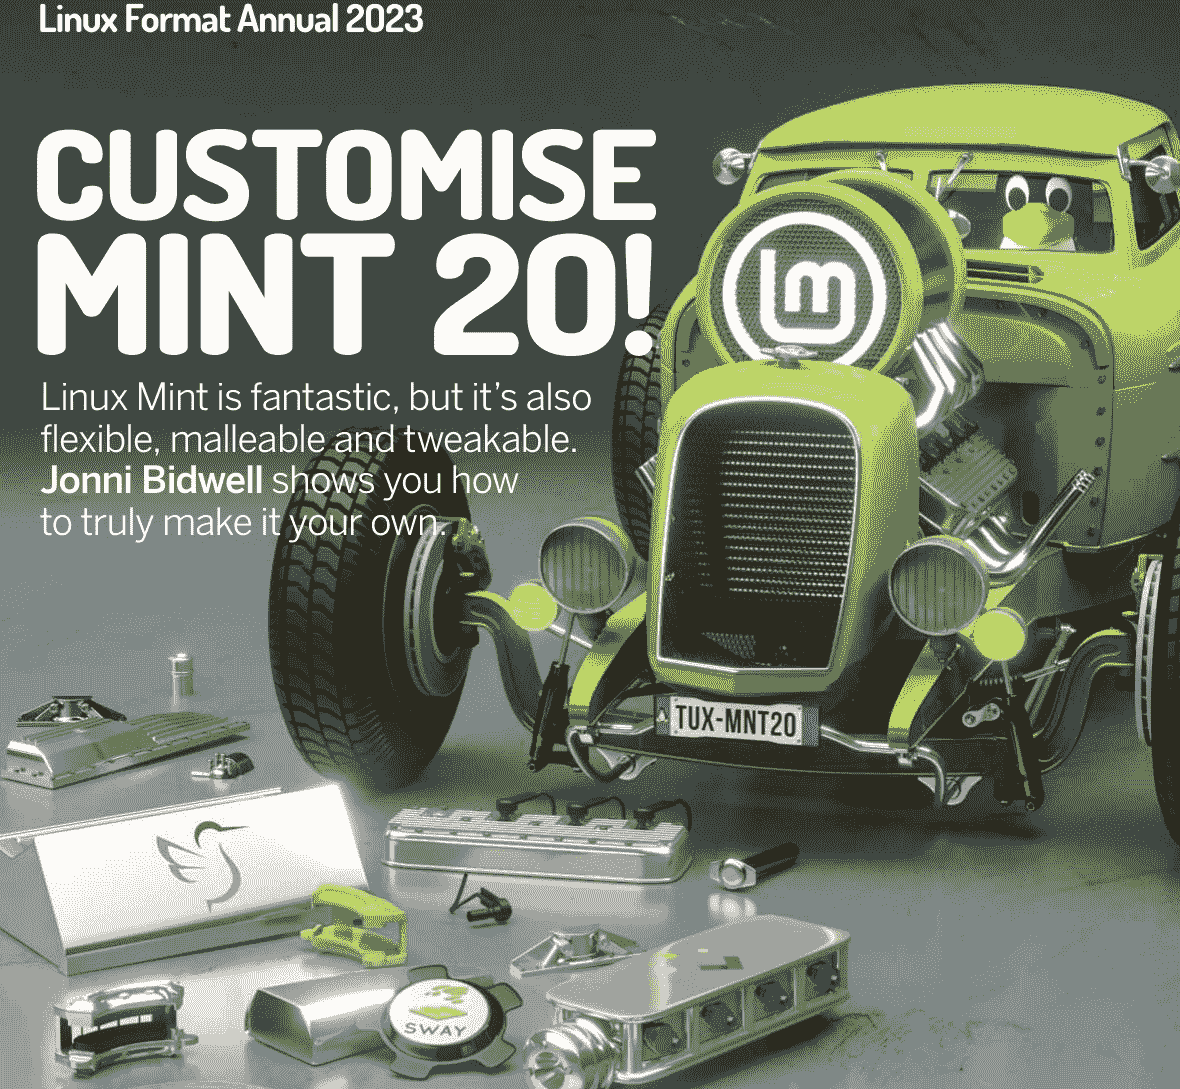 Linux Format Annual 2023
CUSTOMISE
MINT 20!
Linux Mint is fantastic, but it’s also
flexible, malleable and tweakable.
Jonni Bidwell shows you how
to truly make it your own.
lm
TUX-MNT20
SWAY